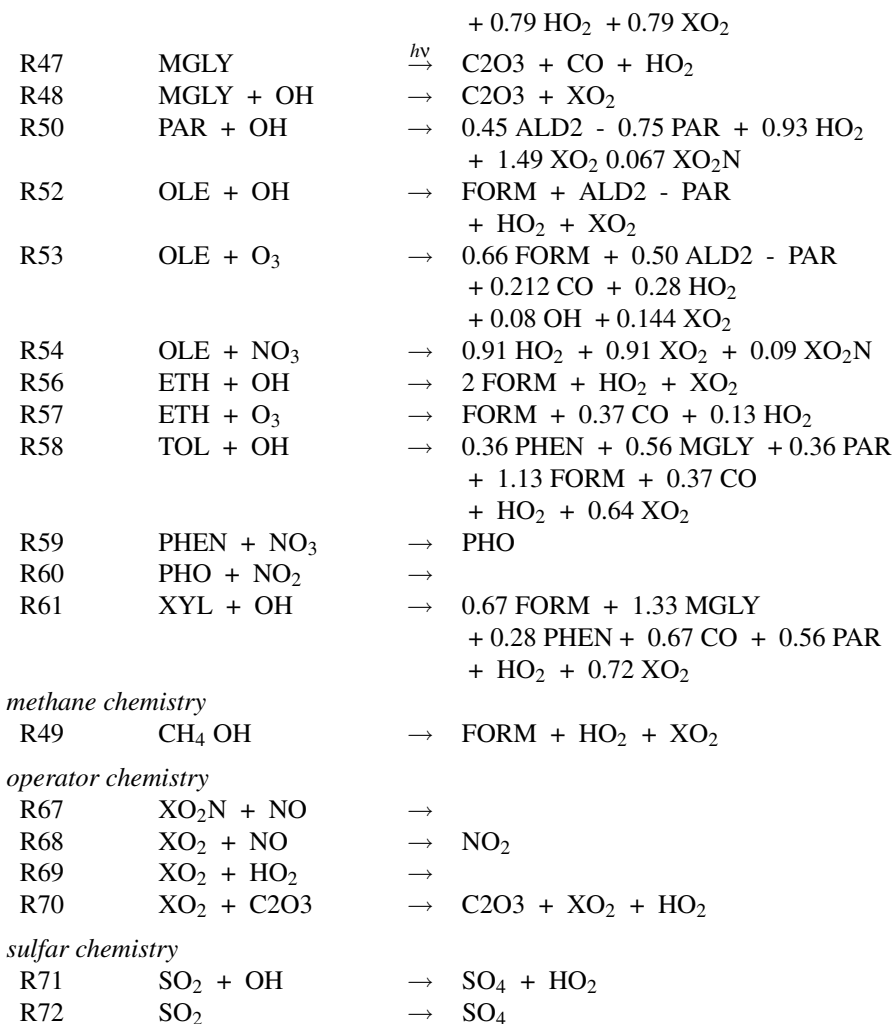 + 0.79 HO₂ + 0.79 XO₂
R47 MGLY hν → C2O3 + CO + HO₂
R48 MGLY + OH → C2O3 + XO₂
R50 PAR + OH → 0.45 ALD2 - 0.75 PAR + 0.93 HO₂
+ 1.49 XO₂ 0.067 XO₂N
R52 OLE + OH → FORM + ALD2 - PAR
+ HO₂ + XO₂
R53 OLE + O₃ → 0.66 FORM + 0.50 ALD2 - PAR
+ 0.212 CO + 0.28 HO₂
+ 0.08 OH + 0.144 XO₂
R54 OLE + NO₃ → 0.91 HO₂ + 0.91 XO₂ + 0.09 XO₂N
R56 ETH + OH → 2 FORM + HO₂ + XO₂
R57 ETH + O₃ → FORM + 0.37 CO + 0.13 HO₂
R58 TOL + OH → 0.36 PHEN + 0.56 MGLY + 0.36 PAR
+ 1.13 FORM + 0.37 CO
+ HO₂ + 0.64 XO₂
R59 PHEN + NO₃ → PHO
R60 PHO + NO₂ →
R61 XYL + OH → 0.67 FORM + 1.33 MGLY
+ 0.28 PHEN + 0.67 CO + 0.56 PAR
+ HO₂ + 0.72 XO₂
methane chemistry
R49 CH₄ OH → FORM + HO₂ + XO₂
operator chemistry
R67 XO₂N + NO →
R68 XO₂ + NO → NO₂
R69 XO₂ + HO₂ →
R70 XO₂ + C2O3 → C2O3 + XO₂ + HO₂
sulfar chemistry
R71 SO₂ + OH → SO₄ + HO₂
R72 SO₂ → SO₄